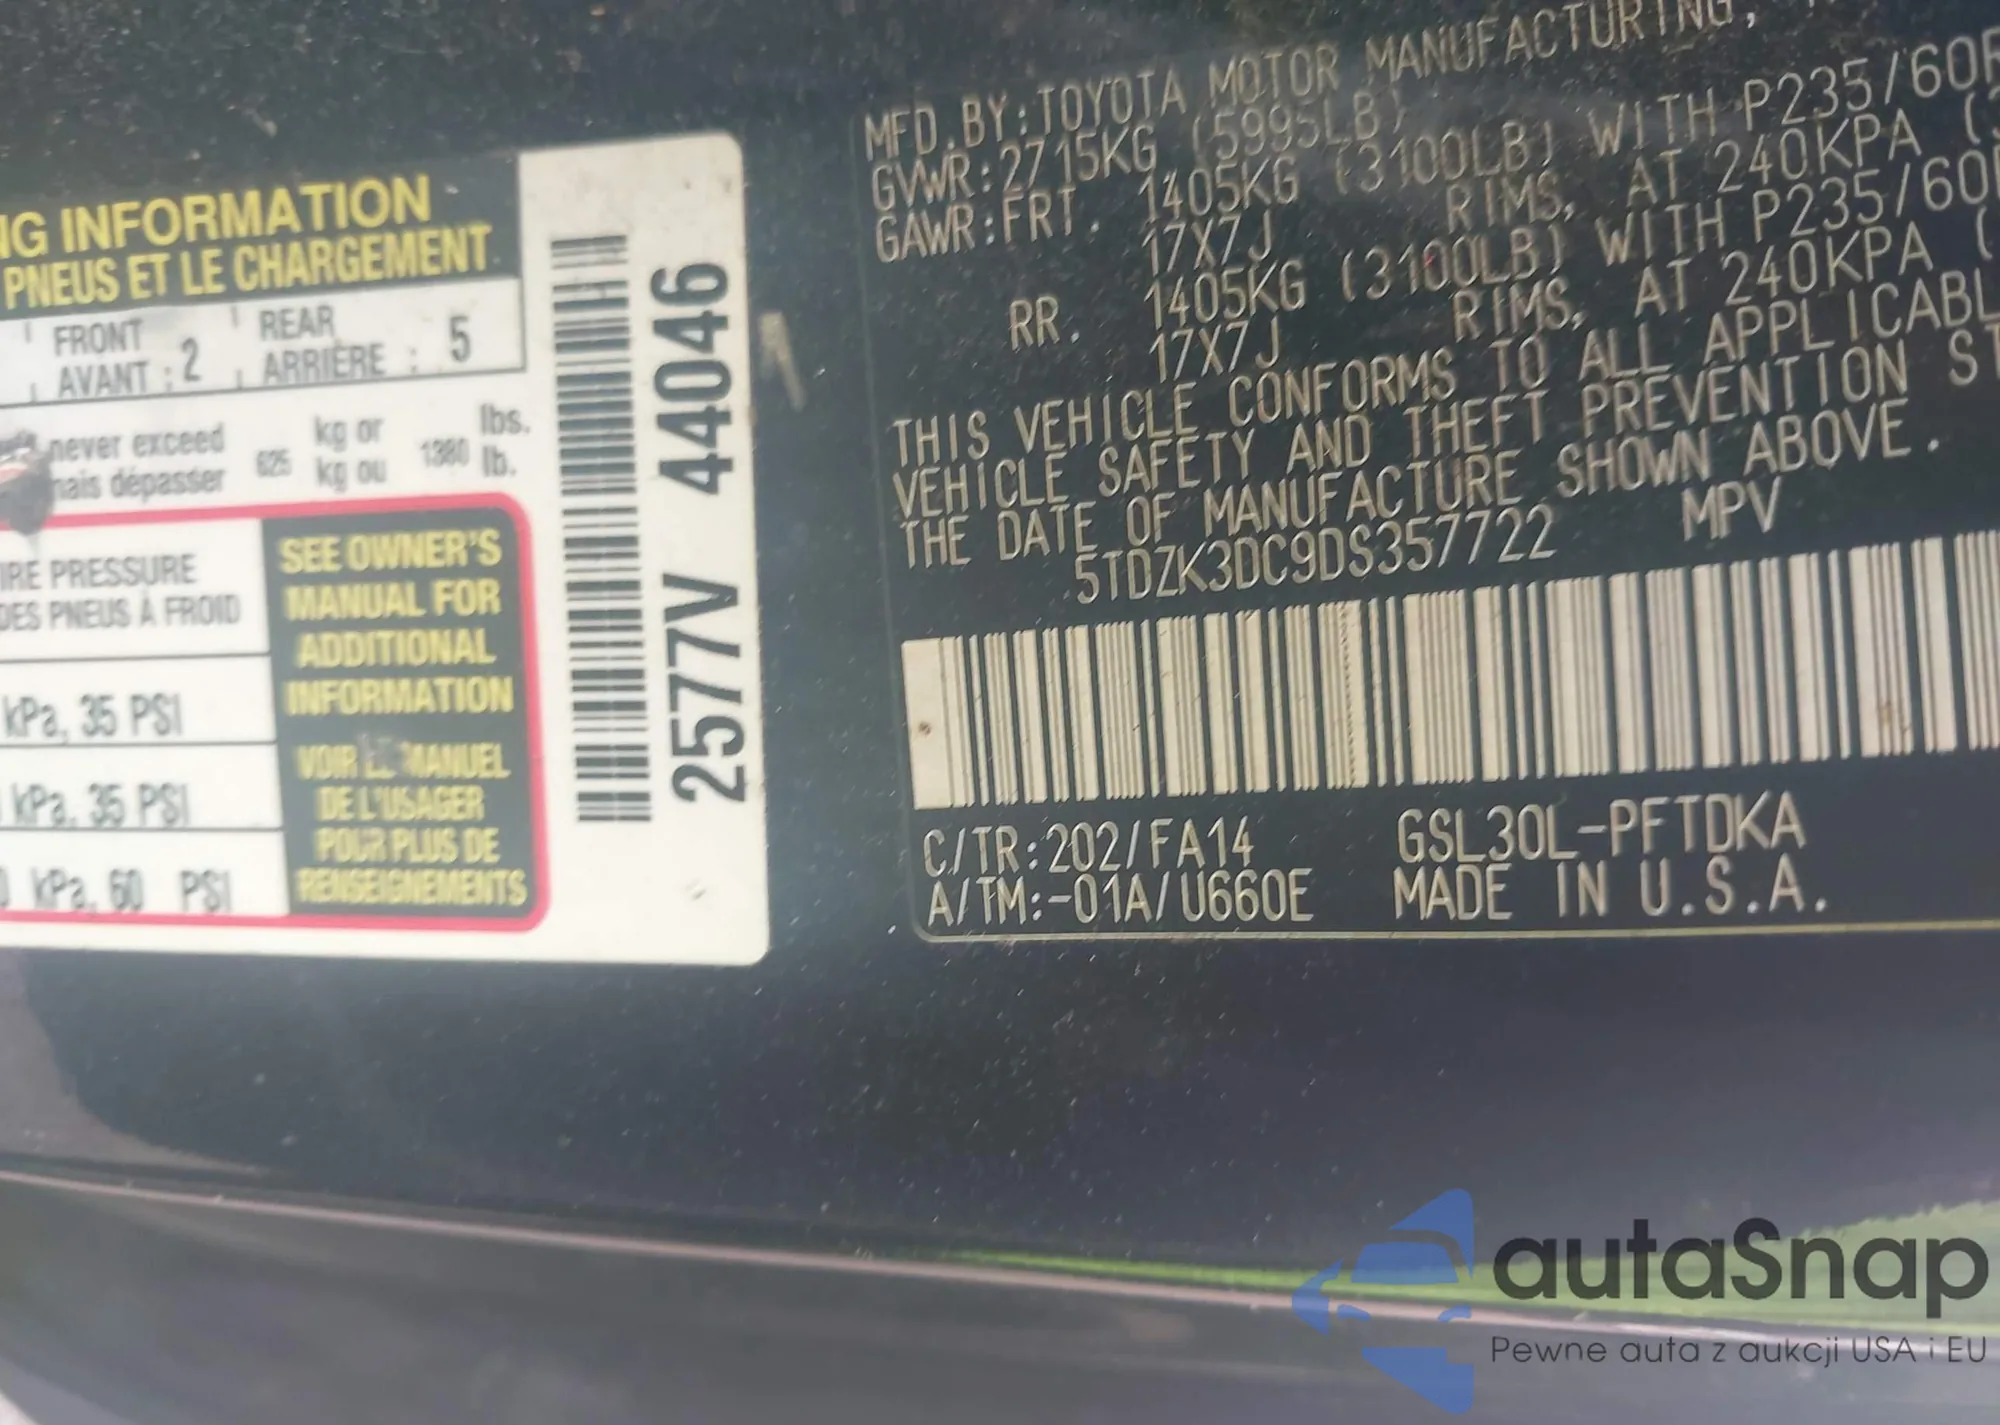 NG INFORMATION
PNEUS ET LE CHARGEMENT
FRONT
AVANT : 2
REAR
ARRIÈRE : 5
never exceed
mais dépasser
625
kg or
kg ou
1380
lbs.
lb.
IRE PRESSURE
DES PNEUS À FROID
kPa, 35 PSI
kPa, 35 PSI
0 kPa, 60 PSI
SEE OWNER'S
MANUAL FOR
ADDITIONAL
INFORMATION
VOIR LE MANUEL
DE L'USAGER
POUR PLUS DE
RENSEIGNEMENTS
2577V 44046
MFD.BY:TOYOTA MOTOR MANUFACTURING,
GVWR:2715KG (5995LB)
GAWR:FRT. 1405KG (3100LB) WITH P235/60R
17X7J RIMS, AT 240KPA (
RR. 1405KG (3100LB) WITH P235/60R
17X7J RIMS, AT 240KPA (
THIS VEHICLE CONFORMS TO ALL APPLICABL
VEHICLE SAFETY AND THEFT PREVENTION ST
THE DATE OF MANUFACTURE SHOWN ABOVE.
5TDZK3DC9DS357722 MPV
C/TR:202/FA14 GSL30L-PFTDKA
A/TM:-01A/U660E MADE IN U.S.A.
autaSnap
Pewne auta z aukcji USA i EU